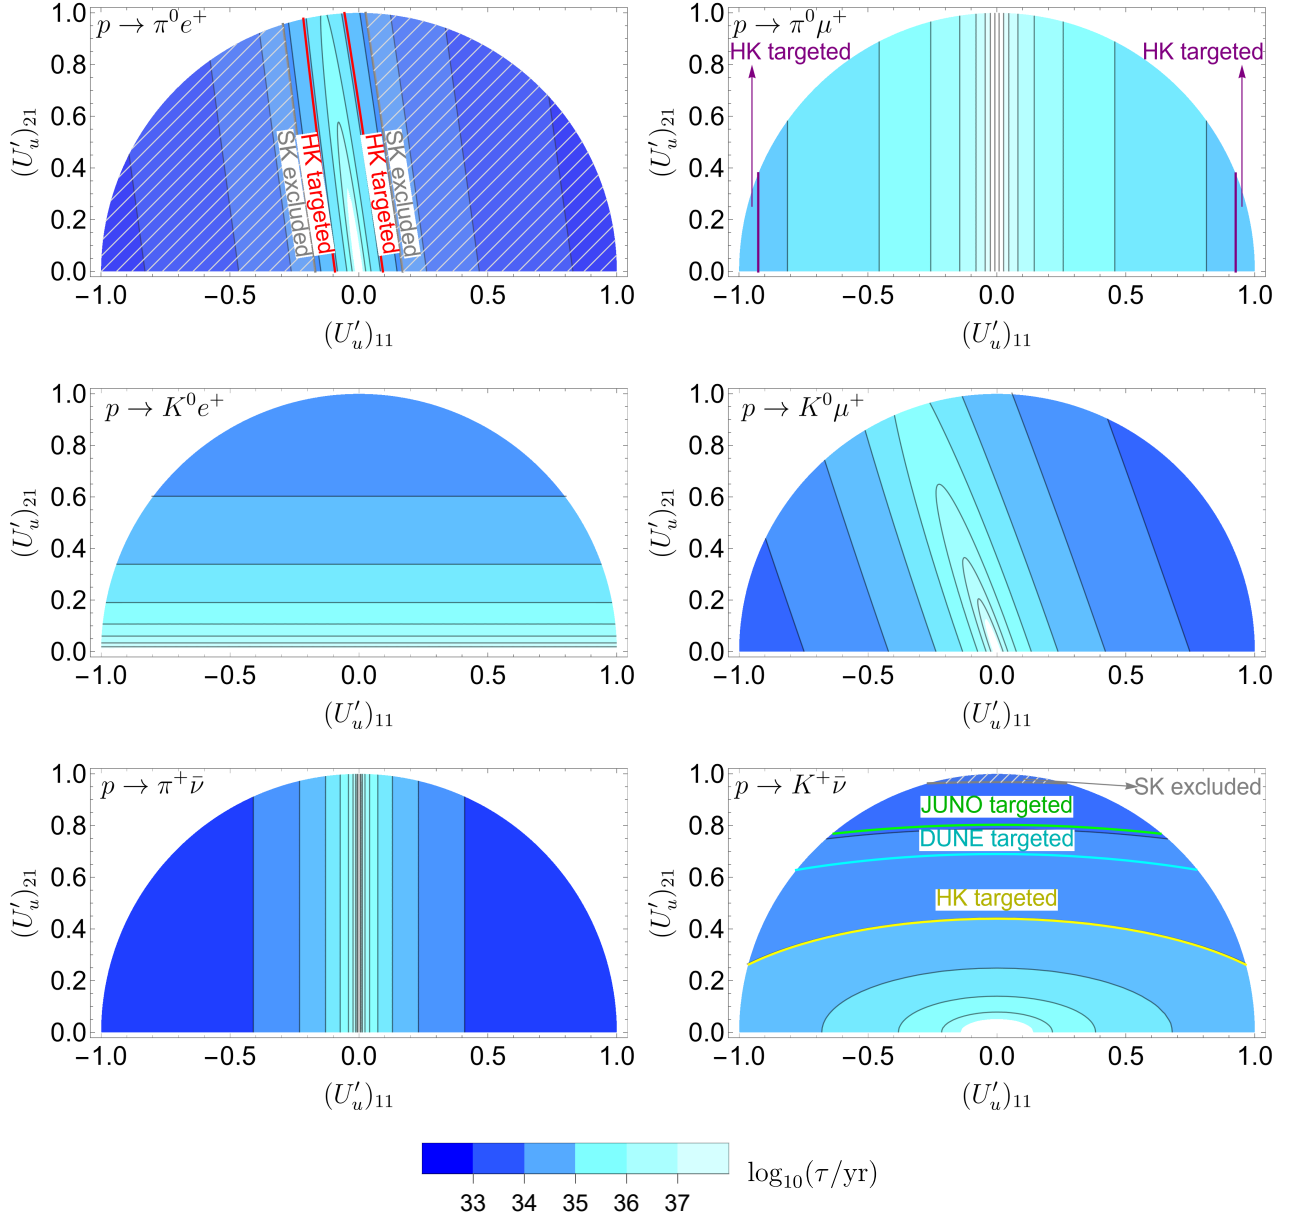 p → π⁰e⁺
SK excluded
HK targeted
HK targeted
SK excluded
(U′ᵤ)₂₁
1.0
0.8
0.6
0.4
0.2
0.0
−1.0 −0.5 0.0 0.5 1.0
(U′ᵤ)₁₁
p → π⁰μ⁺
HK targeted
HK targeted
(U′ᵤ)₂₁
1.0
0.8
0.6
0.4
0.2
0.0
−1.0 −0.5 0.0 0.5 1.0
(U′ᵤ)₁₁
p → K⁰e⁺
(U′ᵤ)₂₁
1.0
0.8
0.6
0.4
0.2
0.0
−1.0 −0.5 0.0 0.5 1.0
(U′ᵤ)₁₁
p → K⁰μ⁺
(U′ᵤ)₂₁
1.0
0.8
0.6
0.4
0.2
0.0
−1.0 −0.5 0.0 0.5 1.0
(U′ᵤ)₁₁
p → π⁺ν̄
(U′ᵤ)₂₁
1.0
0.8
0.6
0.4
0.2
0.0
−1.0 −0.5 0.0 0.5 1.0
(U′ᵤ)₁₁
p → K⁺ν̄
SK excluded
JUNO targeted
DUNE targeted
HK targeted
(U′ᵤ)₂₁
1.0
0.8
0.6
0.4
0.2
0.0
−1.0 −0.5 0.0 0.5 1.0
(U′ᵤ)₁₁
33 34 35 36 37
log₁₀(τ/yr)